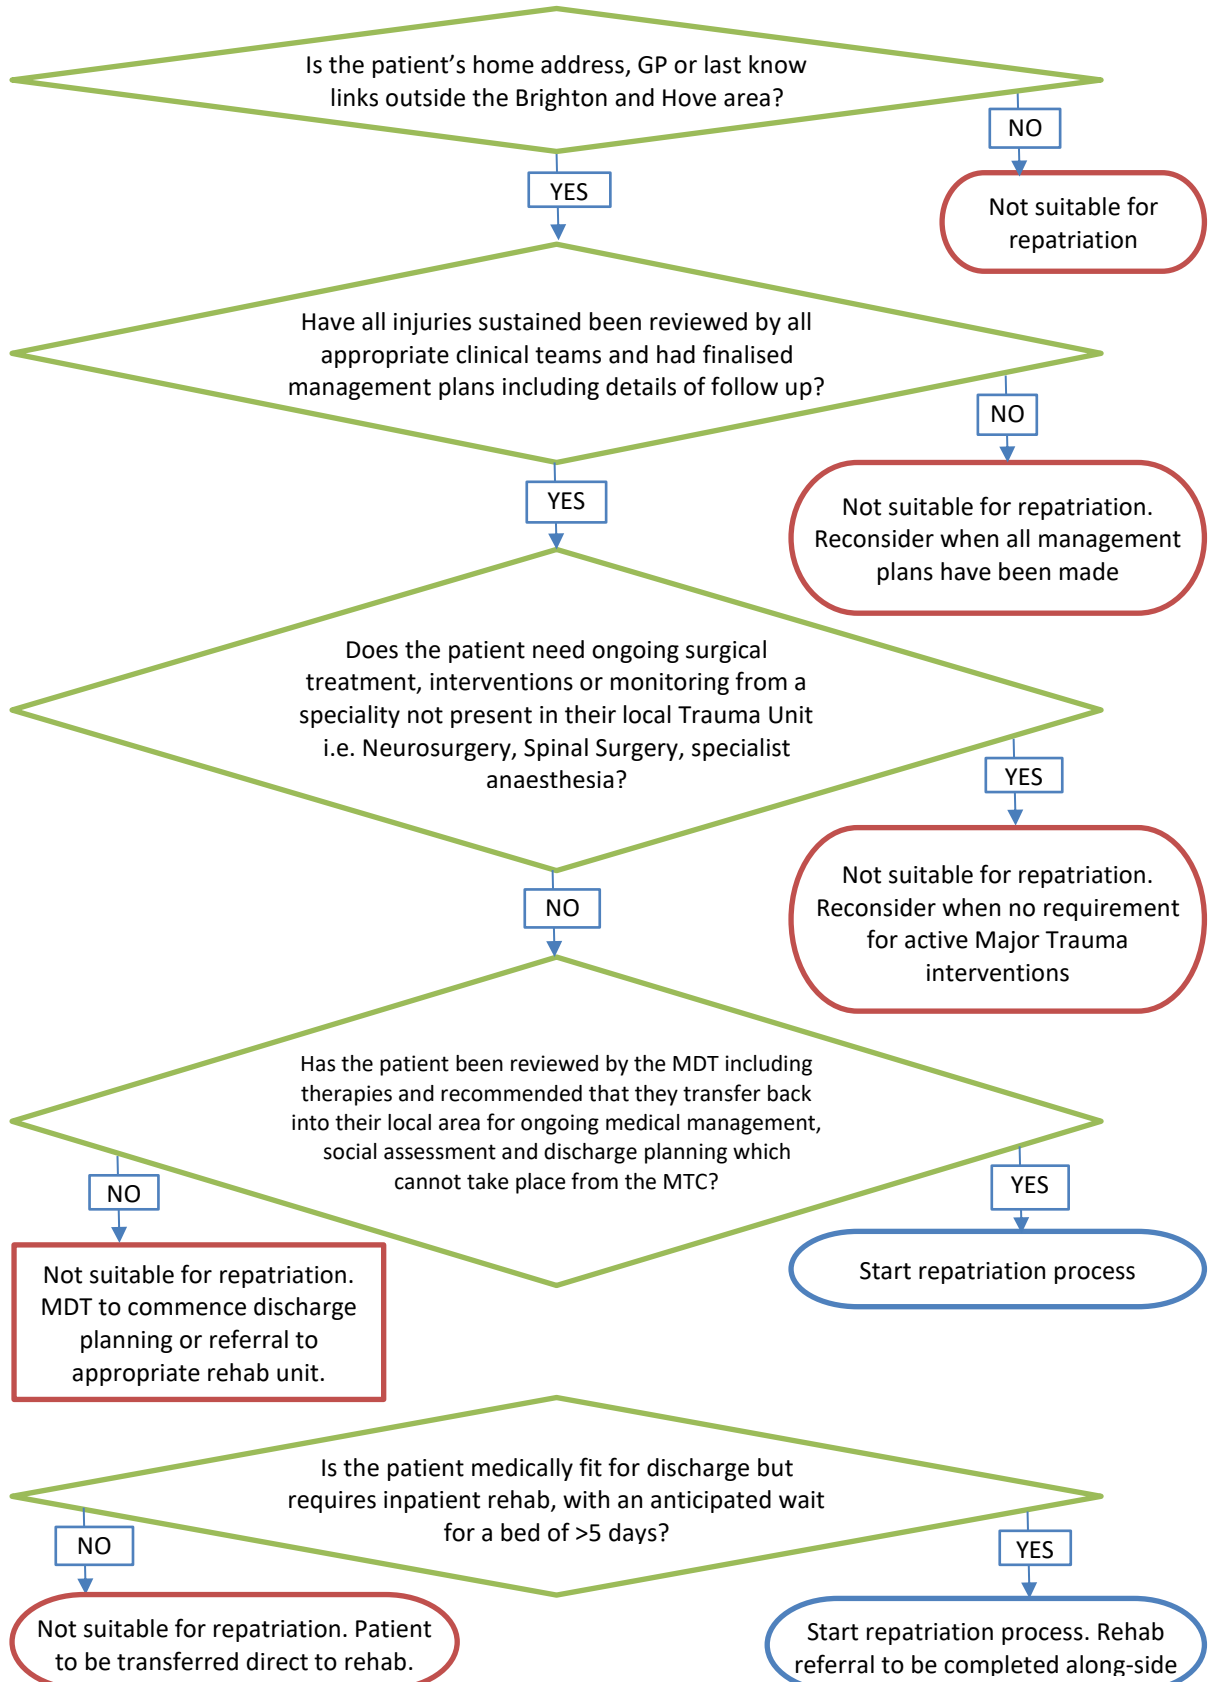 Is the patient’s home address, GP or last know
links outside the Brighton and Hove area?
NO
YES
Not suitable for
repatriation
Have all injuries sustained been reviewed by all
appropriate clinical teams and had finalised
management plans including details of follow up?
NO
YES
Not suitable for repatriation.
Reconsider when all management
plans have been made
Does the patient need ongoing surgical
treatment, interventions or monitoring from a
speciality not present in their local Trauma Unit
i.e. Neurosurgery, Spinal Surgery, specialist
anaesthesia?
YES
NO
Not suitable for repatriation.
Reconsider when no requirement
for active Major Trauma
interventions
Has the patient been reviewed by the MDT including
therapies and recommended that they transfer back
into their local area for ongoing medical management,
social assessment and discharge planning which
cannot take place from the MTC?
NO
YES
Not suitable for repatriation.
MDT to commence discharge
planning or referral to
appropriate rehab unit.
Start repatriation process
Is the patient medically fit for discharge but
requires inpatient rehab, with an anticipated wait
for a bed of >5 days?
NO
YES
Not suitable for repatriation. Patient
to be transferred direct to rehab.
Start repatriation process. Rehab
referral to be completed along-side